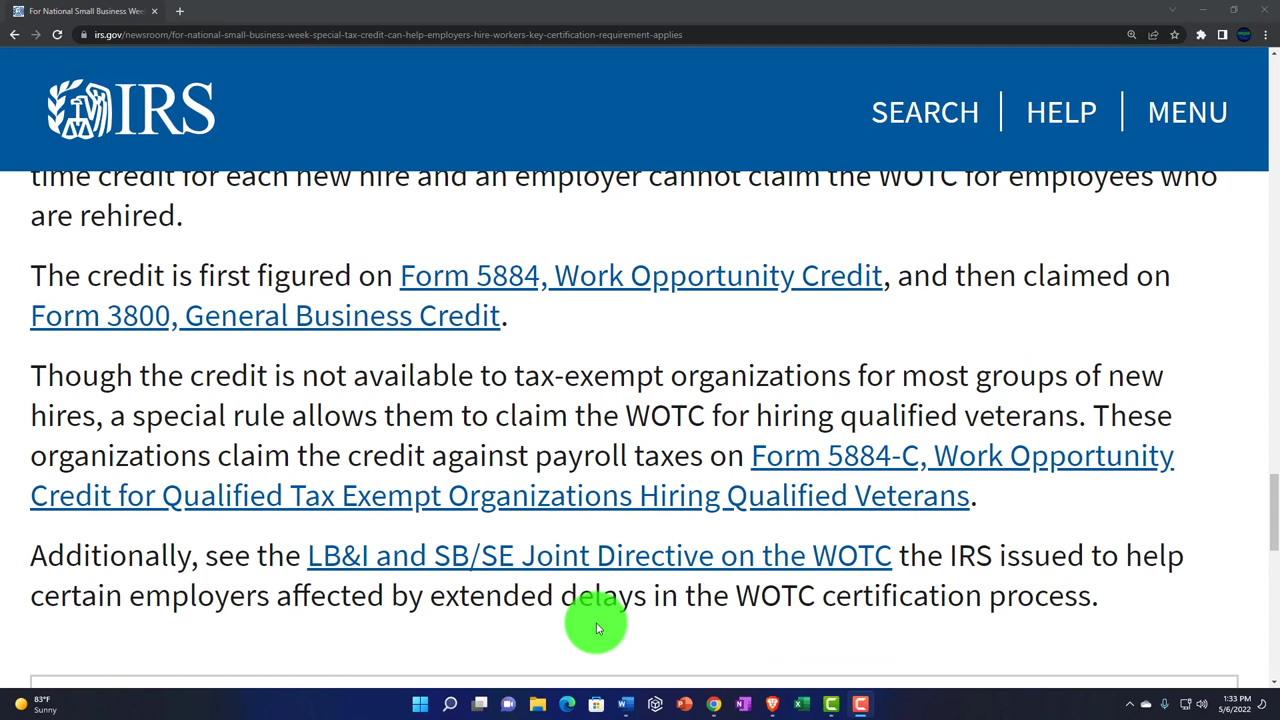 For National Small Business Wee
irs.gov/newsroom/for-national-small-business-week-special-tax-credit-can-help-employers-hire-workers-key-certification-requirement-applies
IRS
SEARCH HELP MENU
time credit for each new hire and an employer cannot claim the WOTC for employees who
are rehired.
The credit is first figured on Form 5884, Work Opportunity Credit, and then claimed on
Form 3800, General Business Credit.
Though the credit is not available to tax-exempt organizations for most groups of new
hires, a special rule allows them to claim the WOTC for hiring qualified veterans. These
organizations claim the credit against payroll taxes on Form 5884-C, Work Opportunity
Credit for Qualified Tax Exempt Organizations Hiring Qualified Veterans.
Additionally, see the LB&I and SB/SE Joint Directive on the WOTC the IRS issued to help
certain employers affected by extended delays in the WOTC certification process.
83°F
Sunny
1:33 PM
5/6/2022